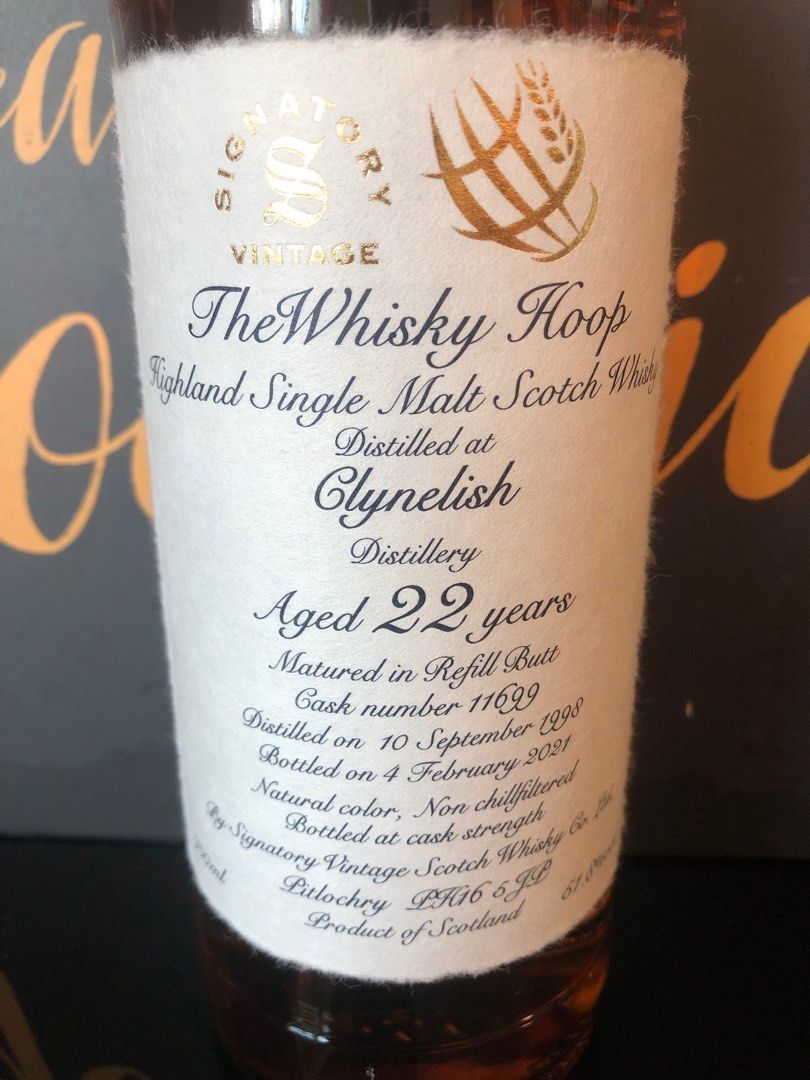 SIGNATORY
S
VINTAGE
TheWhisky Hoop
Highland Single Malt Scotch Whisky
Distilled at
Clynelish
Distillery
Aged 22 years
Matured in Refill Butt
Cask number 11699
Distilled on 10 September 1998
Bottled on 4 February 2021
Natural color, Non chillfiltered
Bottled at cask strength
By Signatory Vintage Scotch Whisky Co. Ltd.
Pitlochry PH16 5JP
Product of Scotland